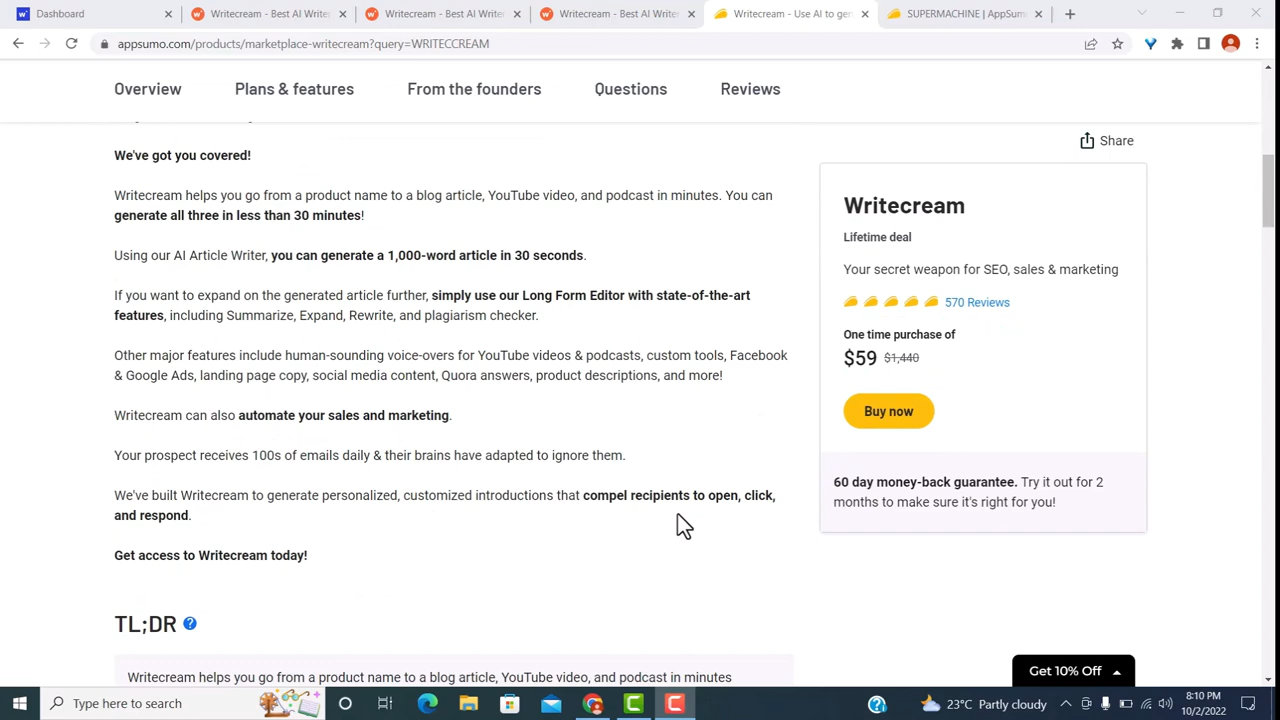 Dashboard
Writecream - Best AI Write
Writecream - Best AI Write
Writecream - Best AI Write
Writecream - Use AI to gen
SUPERMACHINE | AppSum
appsumo.com/products/marketplace-writecream?query=WRITECCREAM
Overview
Plans & features
From the founders
Questions
Reviews
Share
We've got you covered!
Writecream helps you go from a product name to a blog article, YouTube video, and podcast in minutes. You can
generate all three in less than 30 minutes!
Using our AI Article Writer, you can generate a 1,000-word article in 30 seconds.
If you want to expand on the generated article further, simply use our Long Form Editor with state-of-the-art
features, including Summarize, Expand, Rewrite, and plagiarism checker.
Other major features include human-sounding voice-overs for YouTube videos & podcasts, custom tools, Facebook
& Google Ads, landing page copy, social media content, Quora answers, product descriptions, and more!
Writecream can also automate your sales and marketing.
Your prospect receives 100s of emails daily & their brains have adapted to ignore them.
We've built Writecream to generate personalized, customized introductions that compel recipients to open, click,
and respond.
Get access to Writecream today!
TL;DR
Writecream helps you go from a product name to a blog article, YouTube video, and podcast in minutes
Writecream
Lifetime deal
Your secret weapon for SEO, sales & marketing
570 Reviews
One time purchase of
$59 $1,440
Buy now
60 day money-back guarantee. Try it out for 2
months to make sure it's right for you!
Get 10% Off
Type here to search
23°C Partly cloudy
8:10 PM
10/2/2022